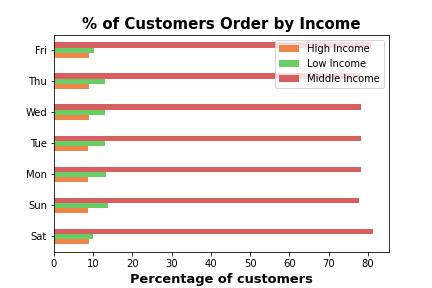 % of Customers Order by Income
Fri
Thu
Wed
Tue
Mon
Sun
Sat
High Income
Low Income
Middle Income
0 10 20 30 40 50 60 70 80
Percentage of customers